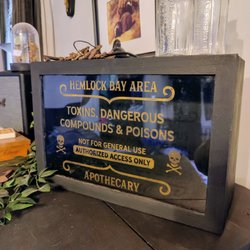 HEMLOCK BAY AREA
TOXINS, DANGEROUS
COMPOUNDS & POISONS
NOT FOR GENERAL USE
AUTHORIZED ACCESS ONLY
APOTHECARY